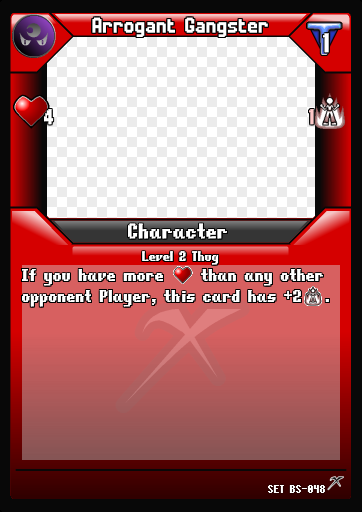 Arrogant Gangster
1
4
1
Character
Level 2 Thug
If you have more than any other
opponent Player, this card has +2.
SET BS-048